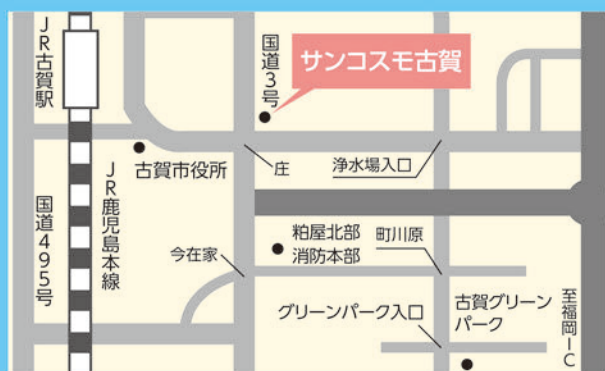 JR古賀駅
国道3号
サンコスモ古賀
古賀市役所
庄
浄水場入口
JR鹿児島本線
国道495号
今在家
粕屋北部
消防本部
町川原
グリーンパーク入口
古賀グリーン
パーク
至福岡IC